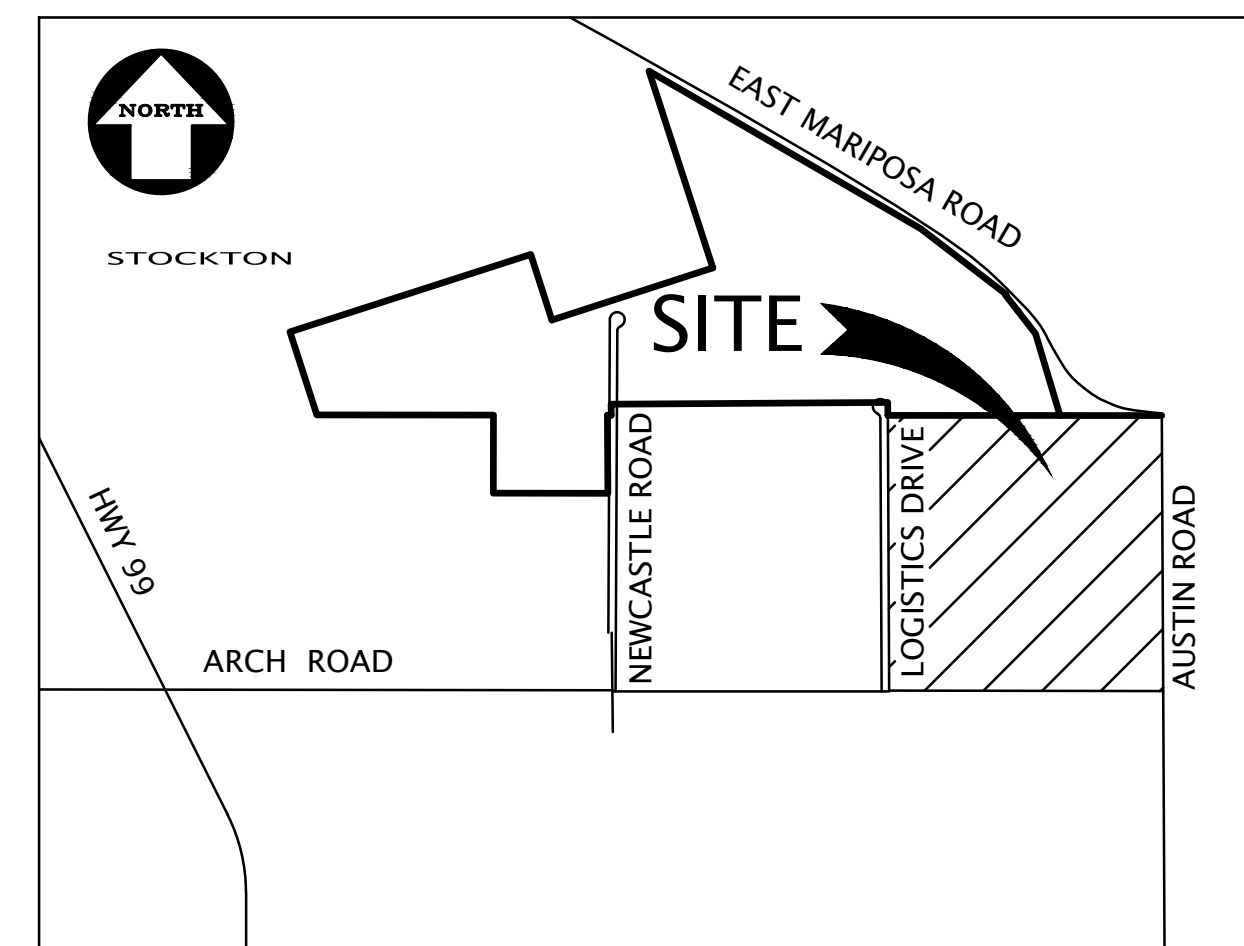 NORTH
EAST MARIPOSA ROAD
STOCKTON
SITE
NEWCASTLE ROAD
LOGISTICS DRIVE
AUSTIN ROAD
HWY 99
ARCH ROAD